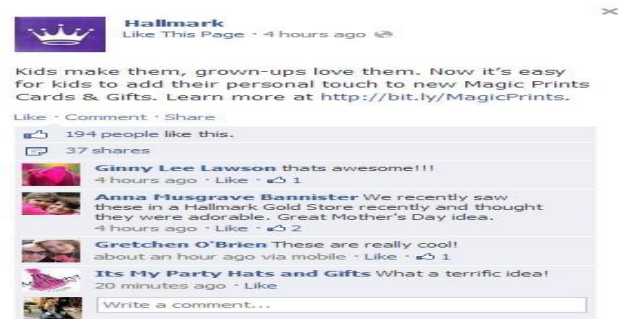 Hallmark
Like This Page · 4 hours ago
Kids make them, grown-ups love them. Now it's easy
for kids to add their personal touch to new Magic Prints
Cards & Gifts. Learn more at http://bit.ly/MagicPrints.
Like · Comment · Share
194 people like this.
37 shares
Ginny Lee Lawson thats awesome!!!
4 hours ago · Like · 1
Anna Musgrave Bannister We recently saw
these in a Hallmark Gold Store recently and thought
they were adorable. Great Mother's Day idea.
4 hours ago · Like · 2
Gretchen O'Brien These are really cool!
about an hour ago via mobile · Like · 1
Its My Party Hats and Gifts What a terrific idea!
20 minutes ago · Like
Write a comment...